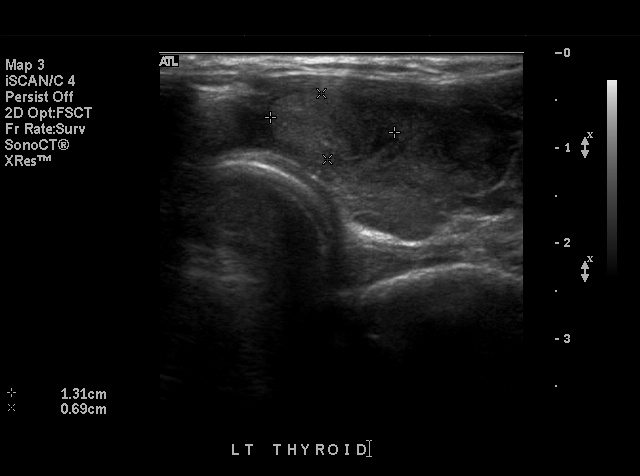 ATL
Map 3
iSCAN/C 4
Persist Off
2D Opt:FSCT
Fr Rate:Surv
SonoCT®
XRes™
0
1
2
3
x
x
+ 1.31cm
× 0.69cm
LT THYROID